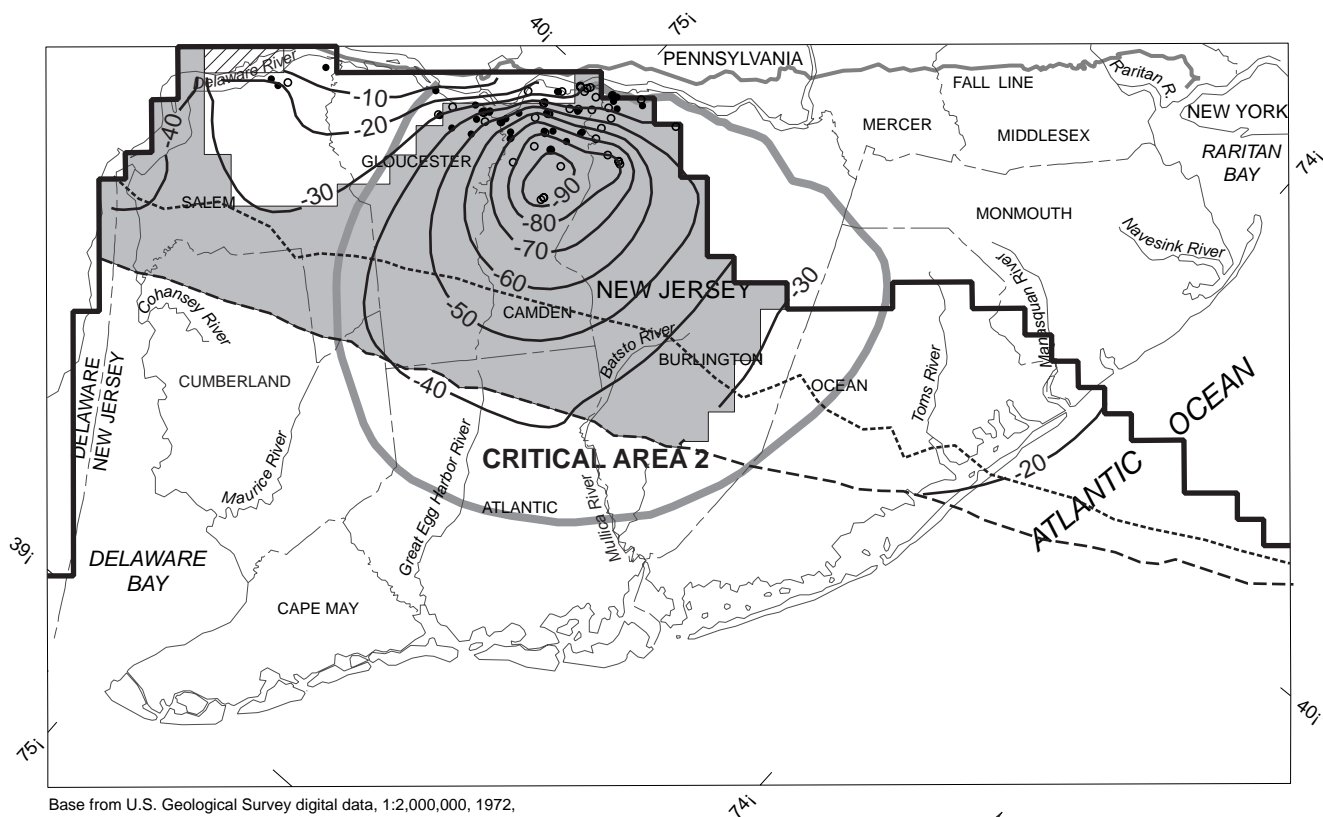 40¡
75¡
PENNSYLVANIA
Delaware River
FALL LINE
Raritan R.
-10
NEW YORK
-20
MERCER
MIDDLESEX
RARITAN
BAY
-40
GLOUCESTER
74¡
-30
-90
SALEM
-80
MONMOUTH
-70
Navesink River
-60
NEW JERSEY
-30
Manasquan River
Cohansey River
-50
CAMDEN
Batsto River
BURLINGTON
DELAWARE
NEW JERSEY
CUMBERLAND
-40
OCEAN
Toms River
ATLANTIC OCEAN
CRITICAL AREA 2
-20
Maurice River
Great Egg Harbor River
ATLANTIC
Mullica River
39¡
DELAWARE
BAY
CAPE MAY
75¡
40¡
74¡
Base from U.S. Geological Survey digital data, 1:2,000,000, 1972,